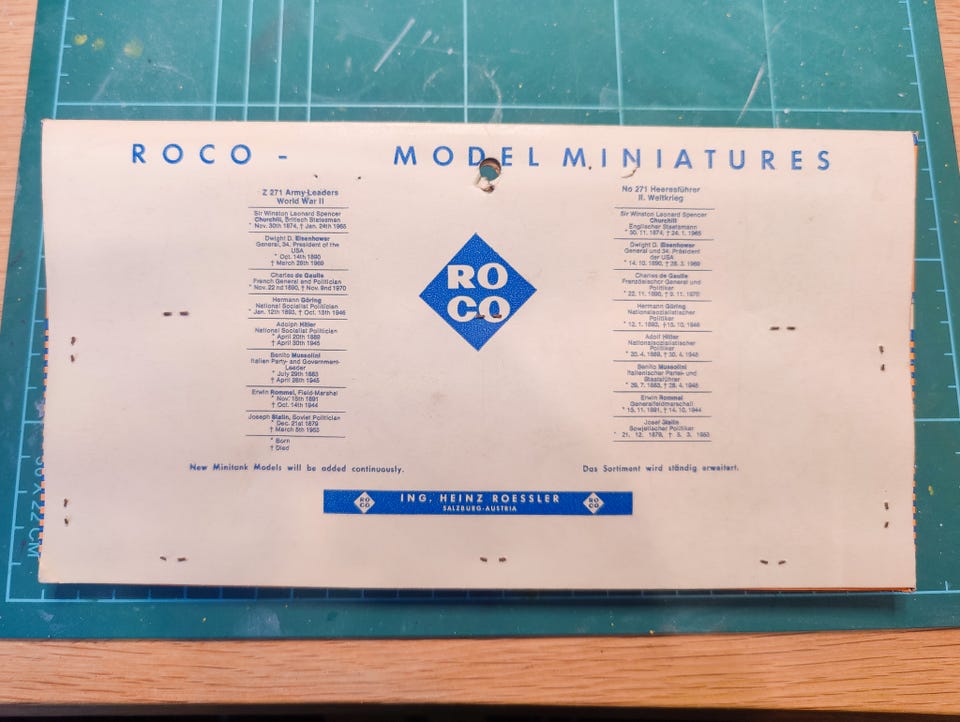 ROCO - MODEL MINIATURES
Z 271 Army-Leaders
World War II
Sir Winston Leonard Spencer
Churchill, Britisch Statesman
* Nov. 30th 1874, † Jan. 24th 1965
Dwight D. Eisenhower
General, 34. President of the
USA
* Oct. 14th 1890
† March 28th 1969
Charles de Gaulle
French General and Politician
* Nov. 22nd 1890, † Nov. 9nd 1970
Hermann Göring
National Socialist Politician
* Jan. 12th 1893, † Oct. 15th 1946
Adolph Hitler
National Socialist Politician
* April 20th 1889
† April 30th 1945
Benito Mussolini
Italien Party- and Government-
Leader
* July 29th 1883
† April 28th 1945
Erwin Rommel, Field-Marshal
* Nov. 15th 1891
† Oct. 14th 1944
Joseph Stalin, Soviet Politician
* Dec. 21st 1879
† March 5th 1953
* Born
† Died
New Minitank Models will be added continuously.
RO
CO
No 271 Heeresführer
II. Weltkrieg
Sir Winston Leonard Spencer
Churchill
Englischer Staatsmann
* 30. 11. 1874, † 24. 1. 1965
Dwight D. Eisenhower
General und 34. Präsident
der USA
* 14. 10. 1890, † 28. 3. 1969
Charles de Gaulle
Französischer General und
Politiker
* 22. 11. 1890, † 9. 11. 1970
Hermann Göring
Nationalsozialistischer
Politiker
* 12. 1. 1893, † 15. 10. 1946
Adolf Hitler
Nationalsozialistischer
Politiker
* 20. 4. 1889, † 30. 4. 1945
Benito Mussolini
Italienischer Partei- und
Staatsführer
* 29. 7. 1883, † 28. 4. 1945
Erwin Rommel
Generalfeldmarschall
* 15. 11. 1891, † 14. 10. 1944
Josef Stalin
Sowjetischer Politiker
* 21. 12. 1879, † 5. 3. 1953
Das Sortiment wird ständig erweitert.
RO
CO
ING. HEINZ ROESSLER
SALZBURG-AUSTRIA
RO
CO
X 22 CM